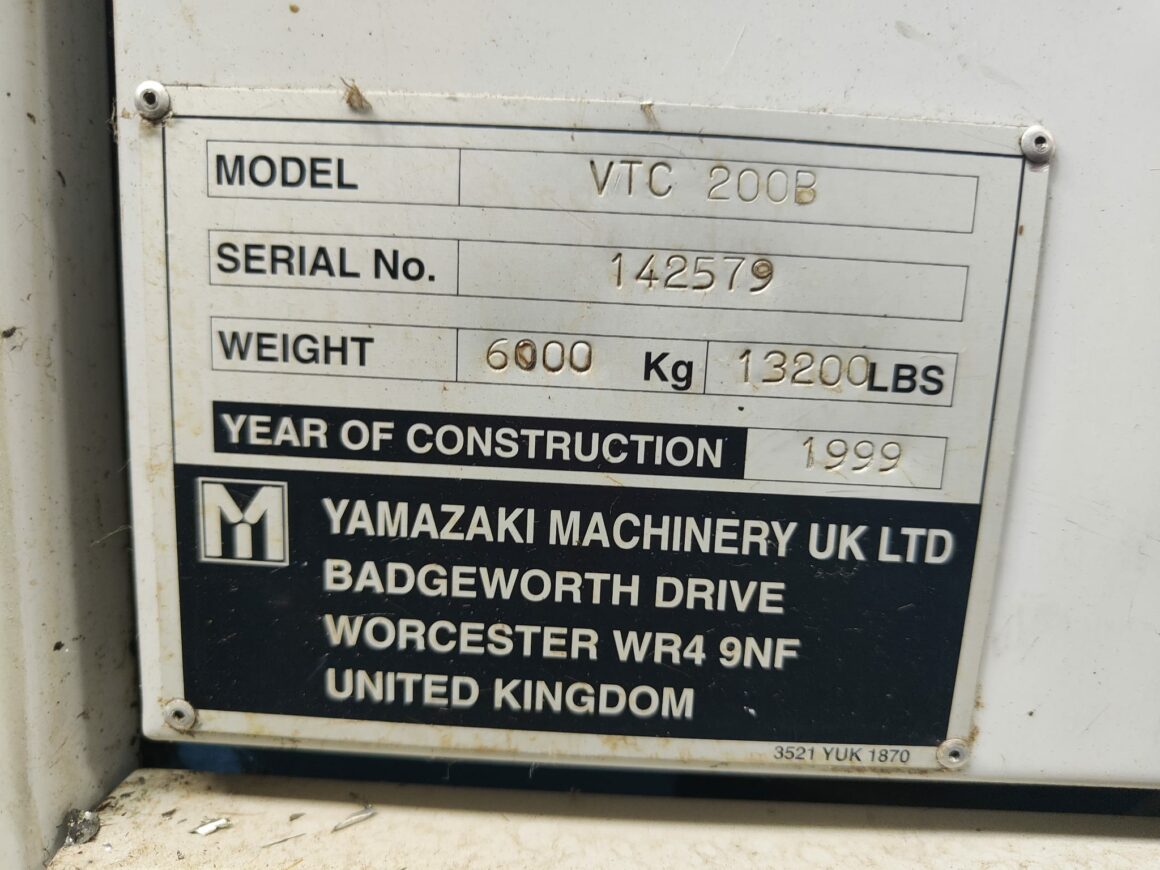 MODEL VTC 200B
SERIAL No. 142579
WEIGHT 6000 Kg 13200 LBS
YEAR OF CONSTRUCTION 1999
M YAMAZAKI MACHINERY UK LTD
BADGEWORTH DRIVE
WORCESTER WR4 9NF
UNITED KINGDOM
3521 YUK 1870